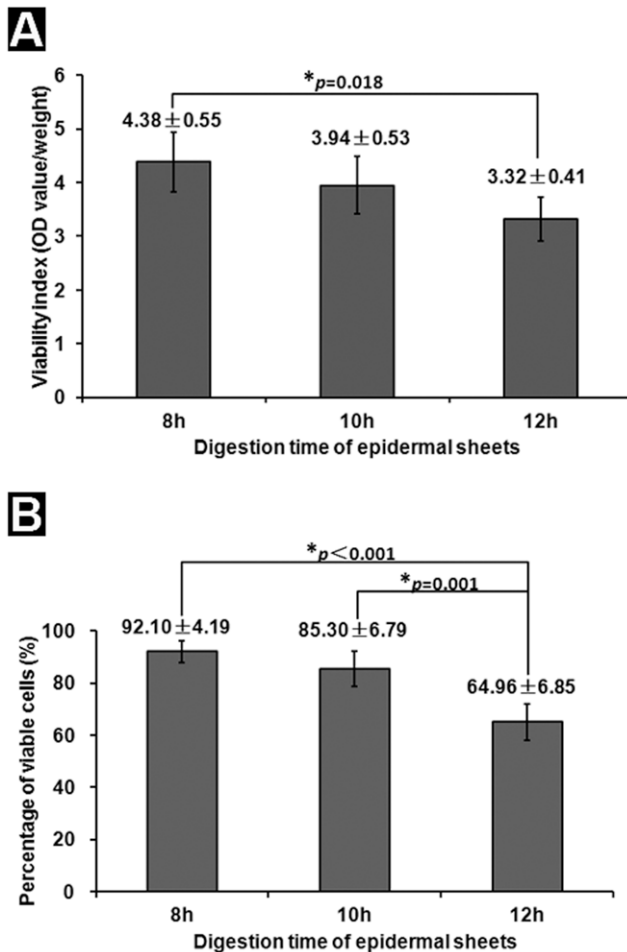 A
*p=0.018
4.38±0.55
3.94±0.53
3.32±0.41
Viability index (OD value/weight)
6
5
4
3
2
1
0
8h 10h 12h
Digestion time of epidermal sheets
B
*p<0.001
*p=0.001
92.10±4.19
85.30±6.79
64.96±6.85
Percentage of viable cells (%)
100
80
60
40
20
0
8h 10h 12h
Digestion time of epidermal sheets